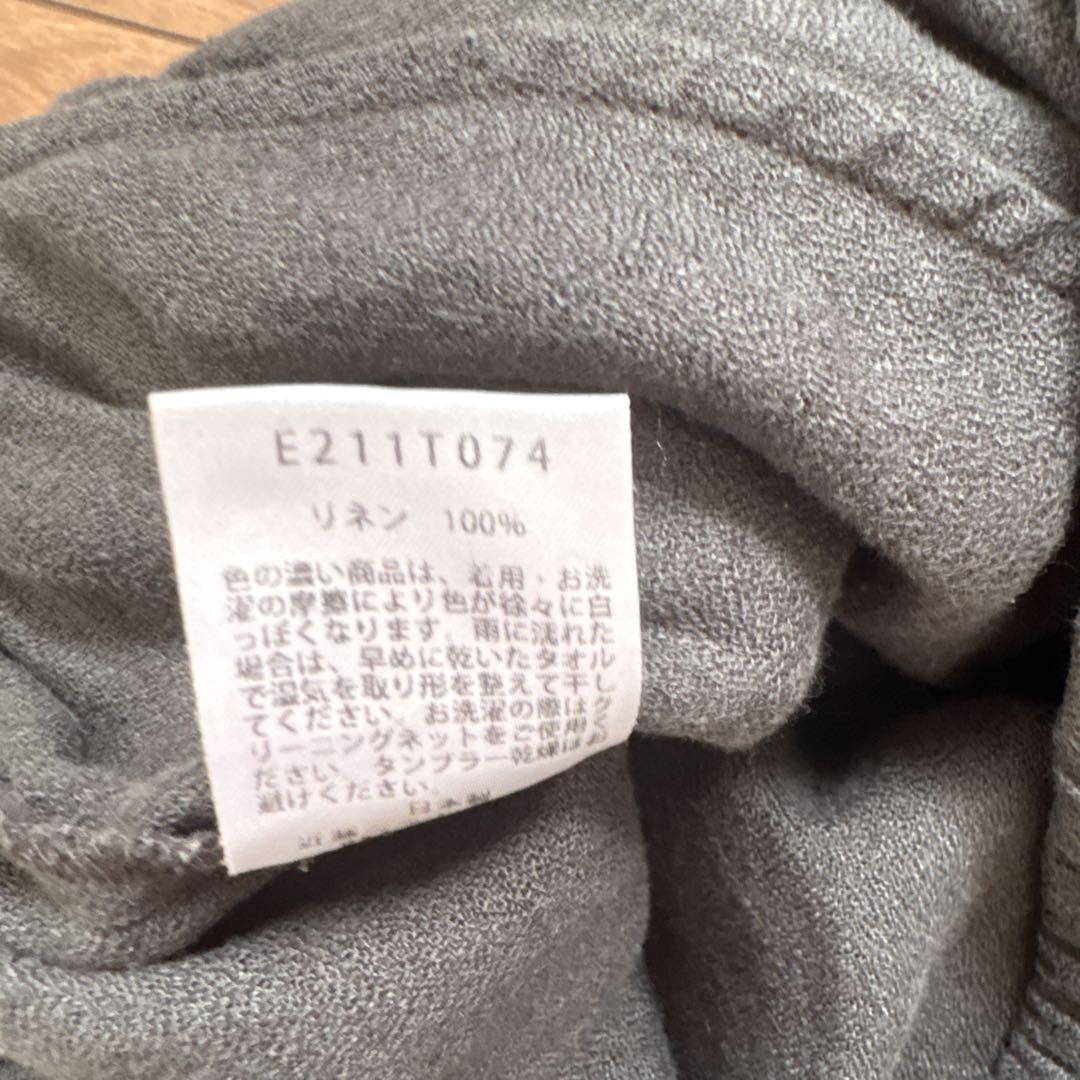 E211T074
リネン 100%
色の濃い商品は、着用・お洗
濯の摩擦により色が徐々に白
っぽくなります。雨に濡れた
場合は、早めに乾いたタオル
で湿気を取り形を整えて干し
てください。お洗濯の際はク
リーニングネットをご使用く
ださい。タンブラー乾燥はお
避けください。
日本製
近藤